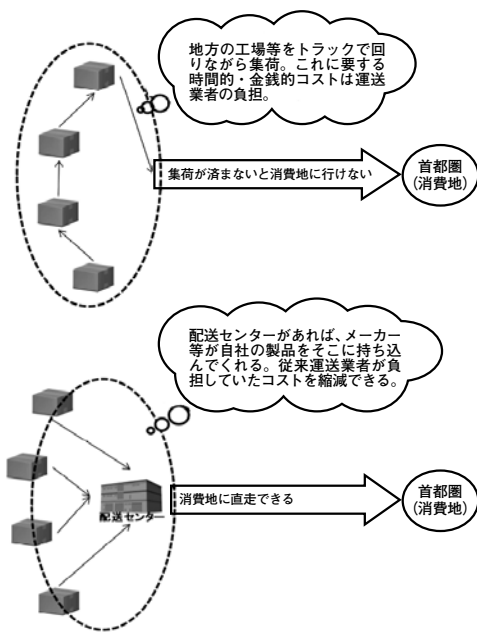 地方の工場等をトラックで回
りながら集荷。これに要する
時間的・金銭的コストは運送
業者の負担。
集荷が済まないと消費地に行けない
首都圏
(消費地)
配送センターがあれば、メーカー
等が自社の製品をそこに持ち込
んでくれる。従来運送業者が負
担していたコストを縮減できる。
配送センター
消費地に直走できる
首都圏
(消費地)